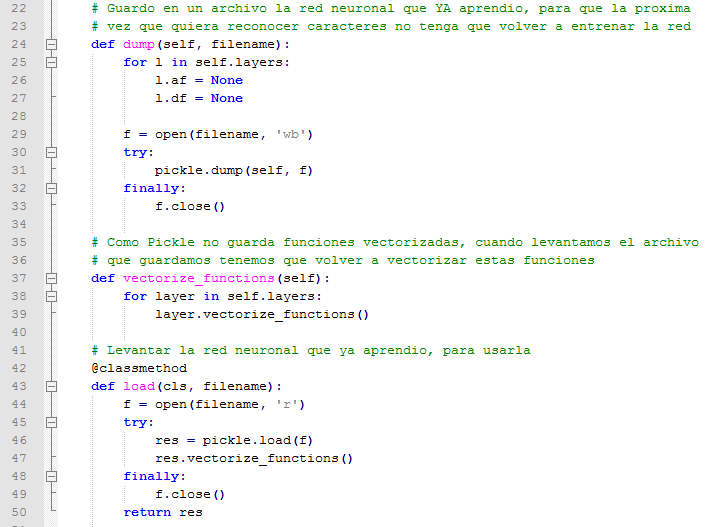 22 # Guardo en un archivo la red neuronal que YA aprendio, para que la proxima
23 # vez que quiera reconocer caracteres no tenga que volver a entrenar la red
24 def dump(self, filename):
25     for l in self.layers:
26         l.af = None
27         l.df = None
28
29     f = open(filename, 'wb')
30     try:
31         pickle.dump(self, f)
32     finally:
33         f.close()
34
35 # Como Pickle no guarda funciones vectorizadas, cuando levantamos el archivo
36 # que guardamos tenemos que volver a vectorizar estas funciones
37 def vectorize_functions(self):
38     for layer in self.layers:
39         layer.vectorize_functions()
40
41 # Levantar la red neuronal que ya aprendio, para usarla
42 @classmethod
43 def load(cls, filename):
44     f = open(filename, 'r')
45     try:
46         res = pickle.load(f)
47         res.vectorize_functions()
48     finally:
49         f.close()
50     return res